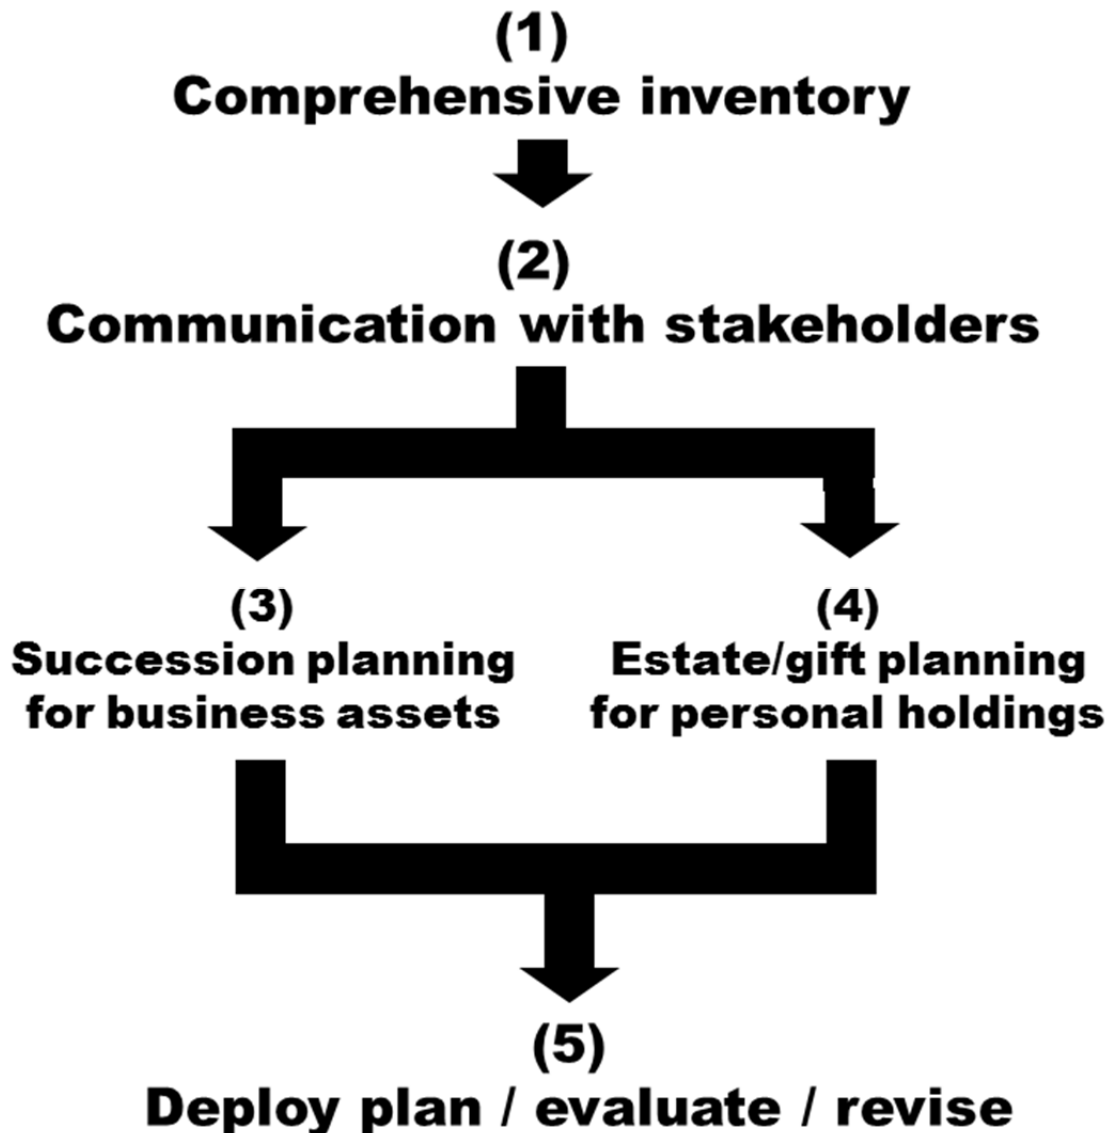 (1)
Comprehensive inventory
(2)
Communication with stakeholders
(3)
Succession planning
for business assets
(4)
Estate/gift planning
for personal holdings
(5)
Deploy plan / evaluate / revise